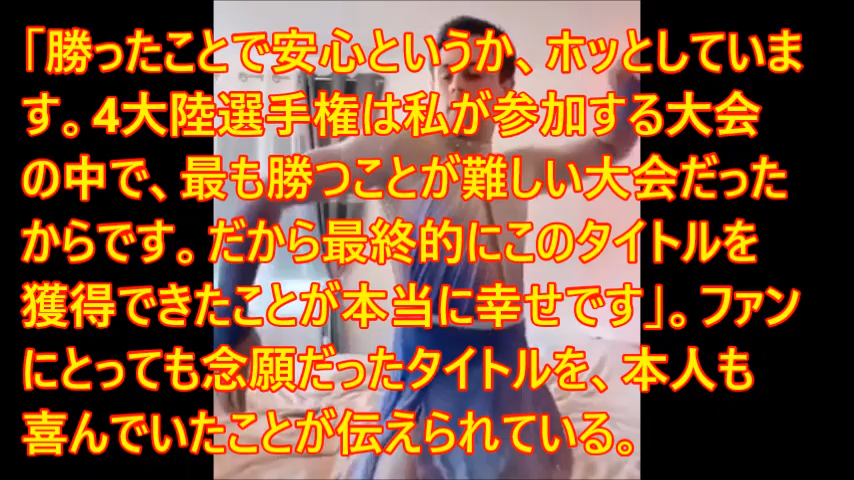 「勝ったことで安心というか、ホッとしていま
す。4大陸選手権は私が参加する大会
の中で、最も勝つことが難しい大会だった
からです。だから最終的にこのタイトルを
獲得できたことが本当に幸せです」。ファン
にとっても念願だったタイトルを、本人も
喜んでいたことが伝えられている。